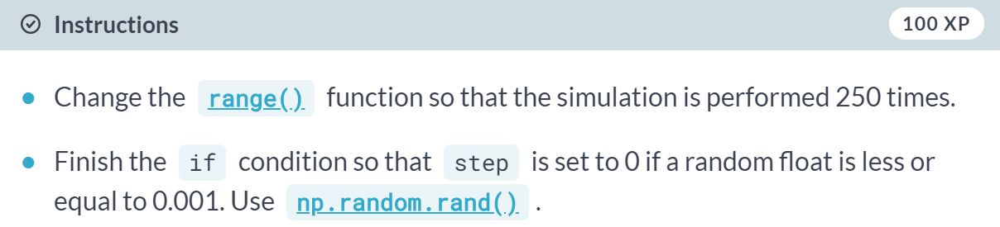 Instructions 100 XP
Change the range() function so that the simulation is performed 250 times.
Finish the if condition so that step is set to 0 if a random float is less or
equal to 0.001. Use np.random.rand() .